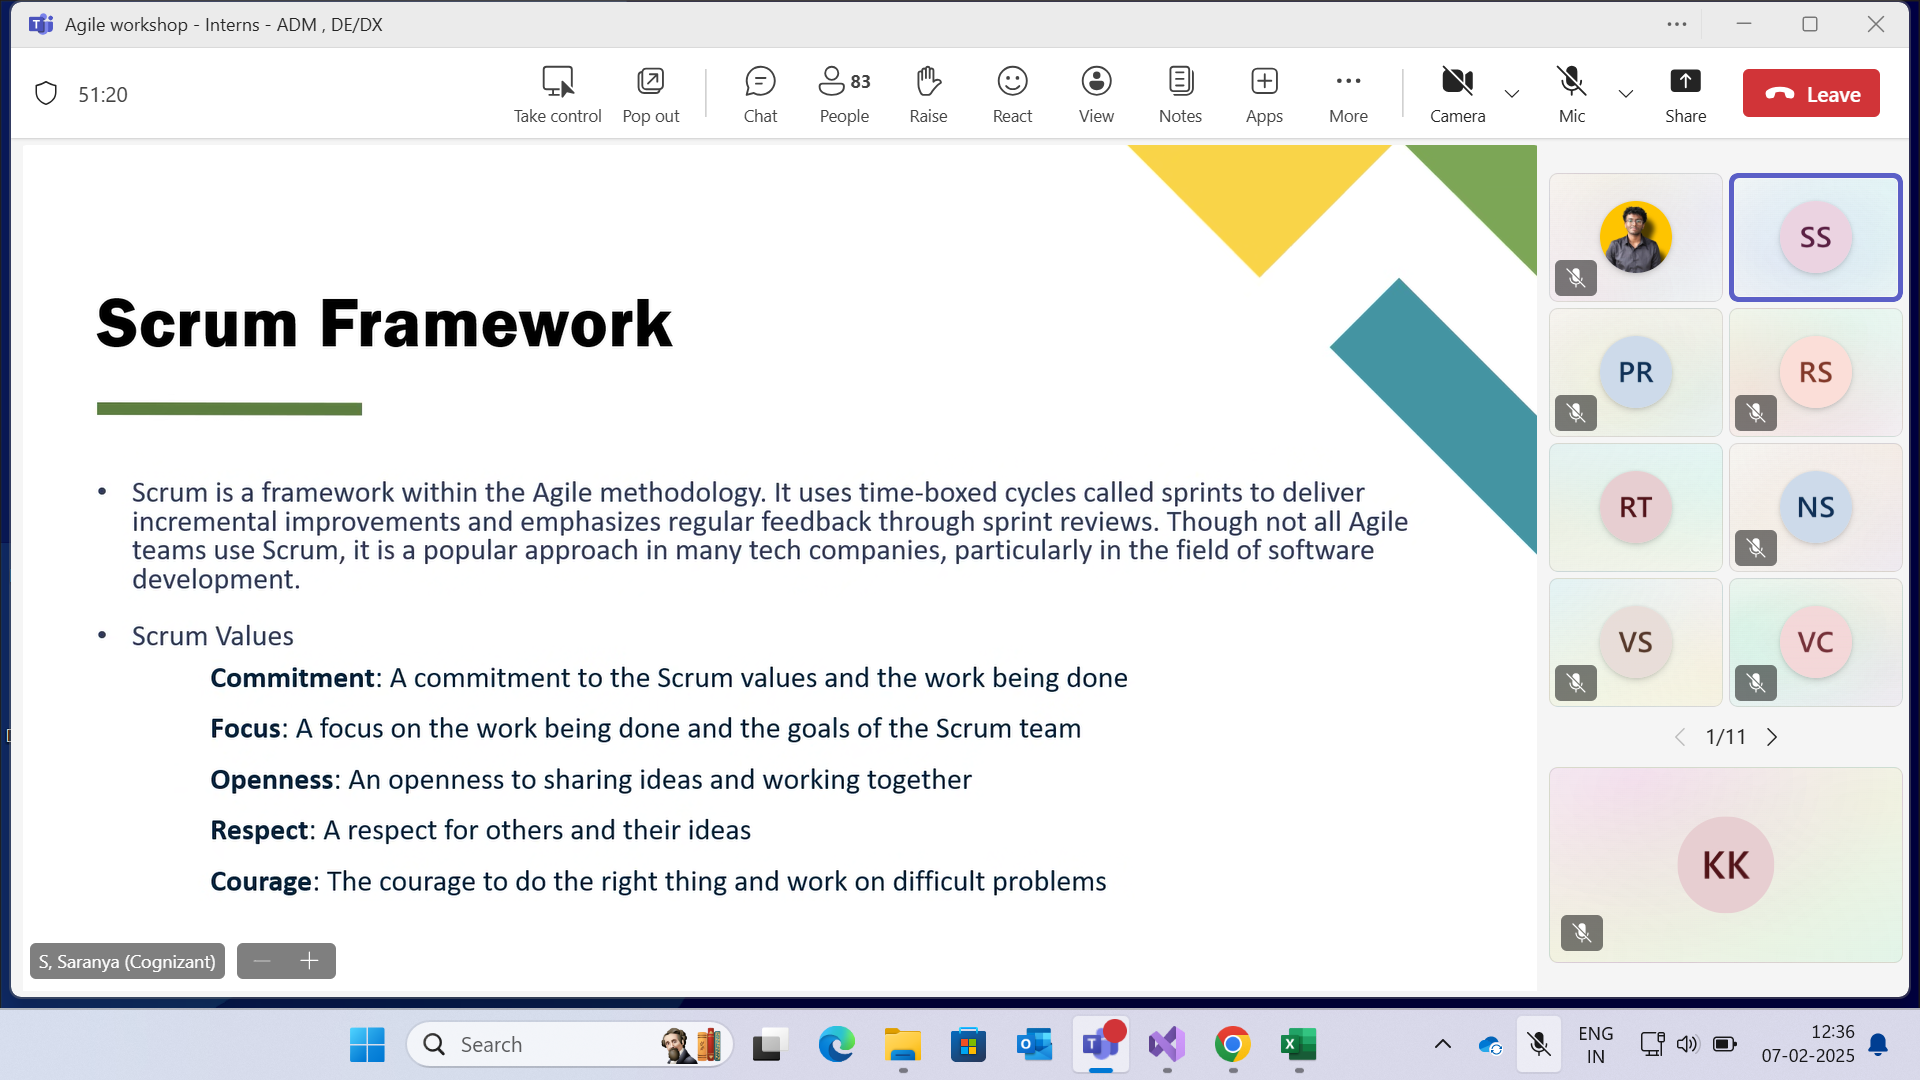 Agile workshop - Interns - ADM , DE/DX
51:20
Take control
Pop out
Chat
83
People
Raise
React
View
Notes
Apps
More
Camera
Mic
Share
Leave
Scrum Framework
• Scrum is a framework within the Agile methodology. It uses time-boxed cycles called sprints to deliver
incremental improvements and emphasizes regular feedback through sprint reviews. Though not all Agile
teams use Scrum, it is a popular approach in many tech companies, particularly in the field of software
development.
• Scrum Values
Commitment: A commitment to the Scrum values and the work being done
Focus: A focus on the work being done and the goals of the Scrum team
Openness: An openness to sharing ideas and working together
Respect: A respect for others and their ideas
Courage: The courage to do the right thing and work on difficult problems
S, Saranya (Cognizant)
SS
PR
RS
RT
NS
VS
VC
1/11
KK
Search
ENG
IN
12:36
07-02-2025